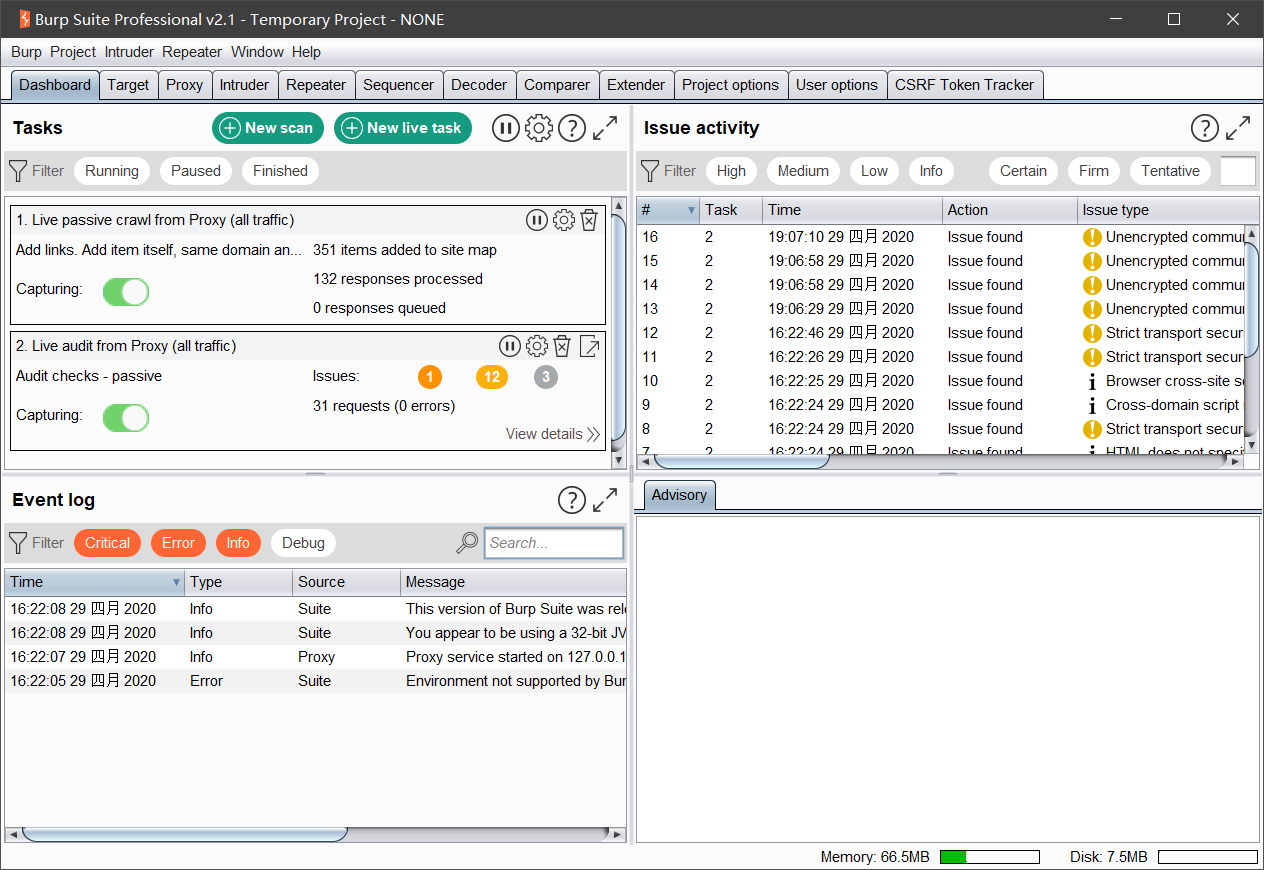 Burp Suite Professional v2.1 - Temporary Project - NONE
Burp Project Intruder Repeater Window Help
Dashboard Target Proxy Intruder Repeater Sequencer Decoder Comparer Extender Project options User options CSRF Token Tracker
Tasks New scan New live task
Filter Running Paused Finished
1. Live passive crawl from Proxy (all traffic)
Add links. Add item itself, same domain an... 351 items added to site map
132 responses processed
Capturing:
0 responses queued
2. Live audit from Proxy (all traffic)
Audit checks - passive Issues: 1 12 3
31 requests (0 errors)
Capturing:
View details
Issue activity
Filter High Medium Low Info Certain Firm Tentative
# Task Time Action Issue type
16 2 19:07:10 29 四月 2020 Issue found Unencrypted commu
15 2 19:06:58 29 四月 2020 Issue found Unencrypted commu
14 2 19:06:58 29 四月 2020 Issue found Unencrypted commu
13 2 19:06:29 29 四月 2020 Issue found Unencrypted commu
12 2 16:22:46 29 四月 2020 Issue found Strict transport secur
11 2 16:22:26 29 四月 2020 Issue found Strict transport secur
10 2 16:22:25 29 四月 2020 Issue found Browser cross-site s
9 2 16:22:24 29 四月 2020 Issue found Cross-domain script
8 2 16:22:24 29 四月 2020 Issue found Strict transport secur
7 2 16:22:24 29 四月 2020 Issue found HTML does not speci
Event log
Filter Critical Error Info Debug Search...
Time Type Source Message
16:22:08 29 四月 2020 Info Suite This version of Burp Suite was rel
16:22:08 29 四月 2020 Info Suite You appear to be using a 32-bit JV
16:22:07 29 四月 2020 Info Proxy Proxy service started on 127.0.0.1
16:22:05 29 四月 2020 Error Suite Environment not supported by Bur
Advisory
Memory: 66.5MB Disk: 7.5MB